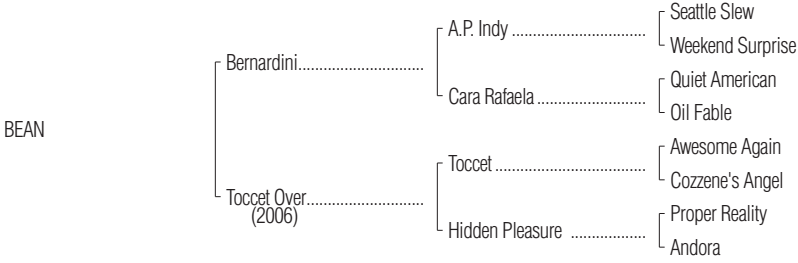 Seattle Slew
A.P. Indy ................................
Weekend Surprise
Bernardini..............................
Quiet American
Cara Rafaela ..........................
Oil Fable
BEAN
Awesome Again
Toccet ....................................
Cozzene's Angel
Toccet Over............................
(2006)
Proper Reality
Hidden Pleasure ..................
Andora